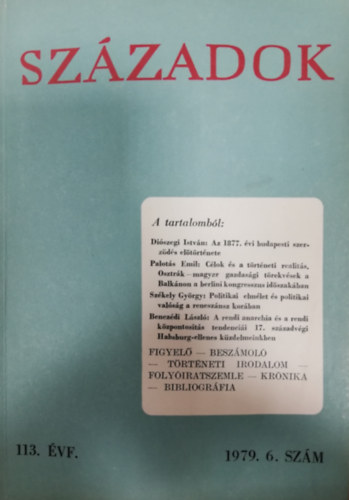 SZÁZADOK
A tartalomból:
Diószegi István: Az 1877. évi budapesti szer-
ződés előtörténete
Palotás Emil: Célok és a történeti realitás,
Osztrák—magyar gazdasági törekvések a
Balkánon a berlini kongresszus időszakában
Székely György: Politikai elmélet és politikai
valóság a reneszánsz korában
Benczédi László: A rendi anarchia és a rendi
központosítás tendenciái 17. századvégi
Habsburg-ellenes küzdelmeinkben
FIGYELŐ — BESZÁMOLÓ
— TÖRTÉNETI IRODALOM —
FOLYÓIRATSZEMLE — KRÓNIKA
— BIBLIOGRÁFIA
113. ÉVF.
1979. 6. SZÁM